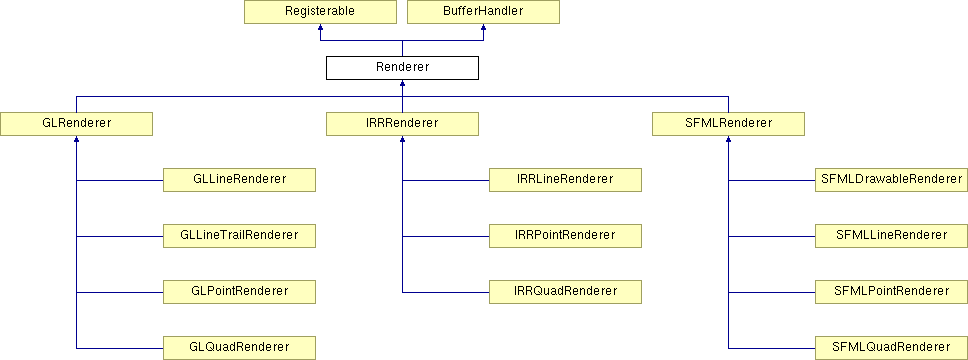 Registerable
BufferHandler
Renderer
GLRenderer
IRRRenderer
SFMLRenderer
GLLineRenderer
IRRLineRenderer
SFMLDrawableRenderer
GLLineTrailRenderer
IRRPointRenderer
SFMLLineRenderer
GLPointRenderer
IRRQuadRenderer
SFMLPointRenderer
GLQuadRenderer
SFMLQuadRenderer